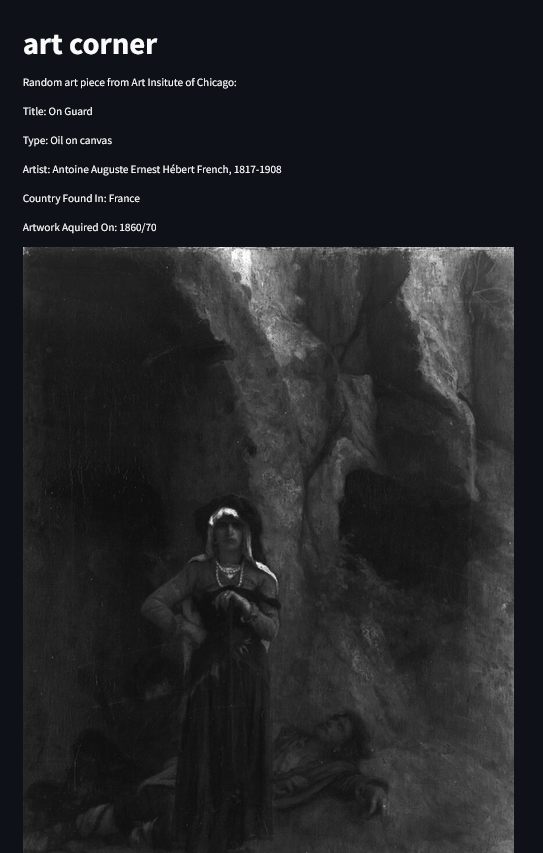 art corner
Random art piece from Art Insitute of Chicago:
Title: On Guard
Type: Oil on canvas
Artist: Antoine Auguste Ernest Hébert French, 1817-1908
Country Found In: France
Artwork Aquired On: 1860/70